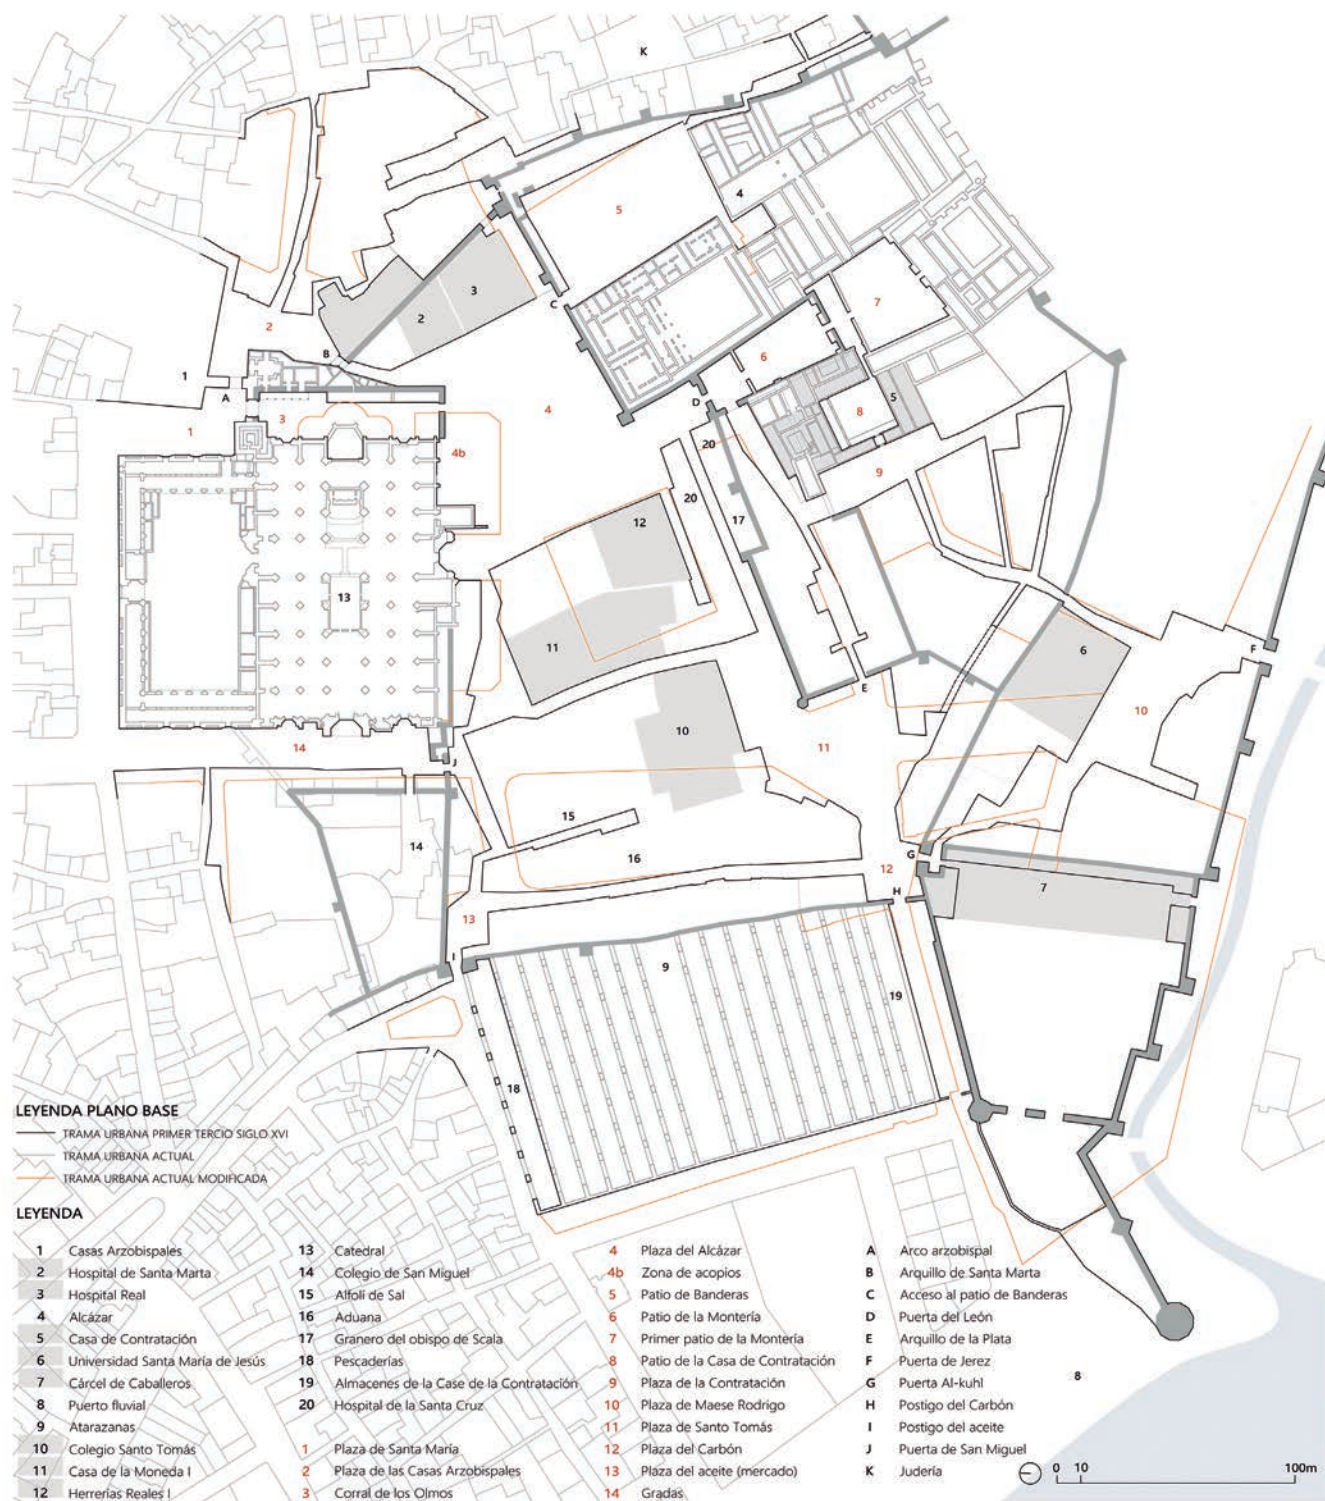 K
4
5
7
3
2
C
2
B
6
1
A
D
5
8
3
4
1
4b
20
9
20
12
17
13
11
6
F
E
10
10
14
J
11
15
14
16
G
12
7
H
13
I
9
19
18
LEYENDA PLANO BASE
TRAMA URBANA PRIMER TERCIO SIGLO XVI
TRAMA URBANA ACTUAL
TRAMA URBANA ACTUAL MODIFICADA
LEYENDA
1 Casas Arzobispales
2 Hospital de Santa Marta
3 Hospital Real
4 Alcázar
5 Casa de Contratación
6 Universidad Santa María de Jesús
7 Cárcel de Caballeros
8 Puerto fluvial
9 Atarazanas
10 Colegio Santo Tomás
11 Casa de la Moneda I
12 Herrerías Reales I
13 Catedral
14 Colegio de San Miguel
15 Alfolí de Sal
16 Aduana
17 Granero del obispo de Scala
18 Pescaderías
19 Almacenes de la Case de la Contratación
20 Hospital de la Santa Cruz
1 Plaza de Santa María
2 Plaza de las Casas Arzobispales
3 Corral de los Olmos
4 Plaza del Alcázar
4b Zona de acopios
5 Patio de Banderas
6 Patio de la Montería
7 Primer patio de la Montería
8 Patio de la Casa de Contratación
9 Plaza de la Contratación
10 Plaza de Maese Rodrigo
11 Plaza de Santo Tomás
12 Plaza del Carbón
13 Plaza del aceite (mercado)
14 Gradas
A Arco arzobispal
B Arquillo de Santa Marta
C Acceso al patio de Banderas
D Puerta del León
E Arquillo de la Plata
F Puerta de Jerez
G Puerta Al-kuhl
H Postigo del Carbón
I Postigo del aceite
J Puerta de San Miguel
K Judería
8
0 10 100m